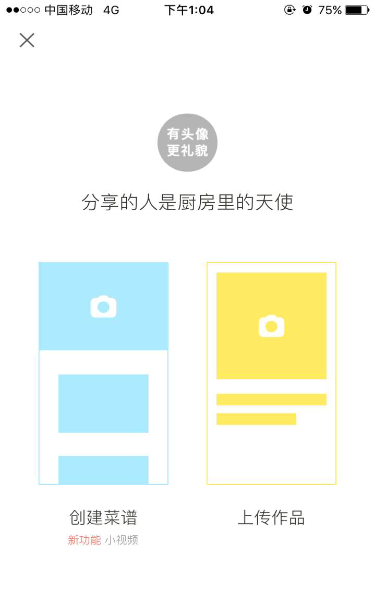 中国移动 4G 下午1:04 75%
有头像
更礼貌
分享的人是厨房里的天使
创建菜谱 上传作品
新功能 小视频